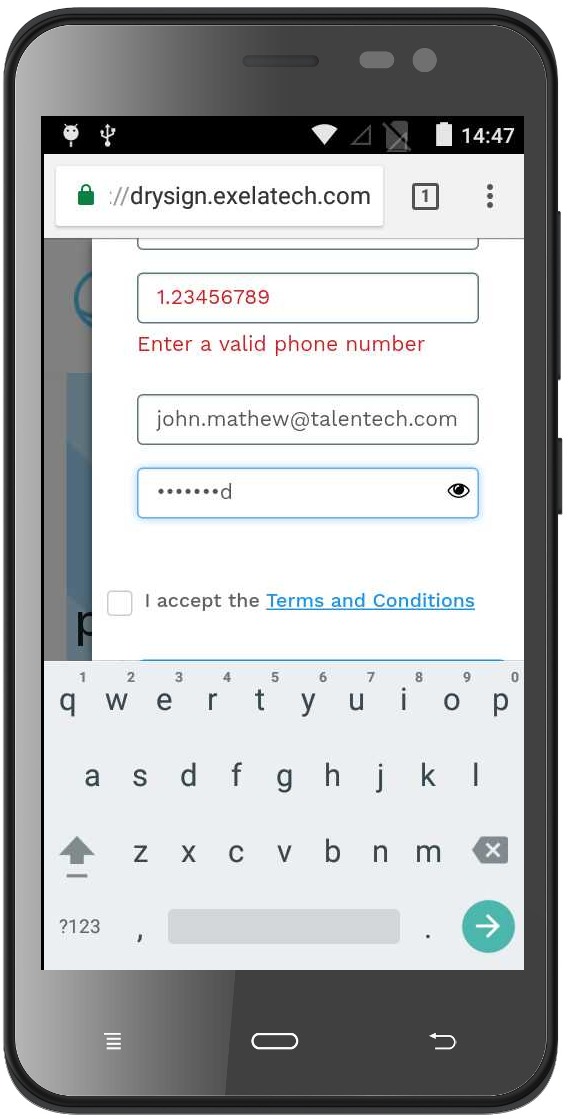 14:47
://drysign.exelatech.com
1
1.23456789
Enter a valid phone number
john.mathew@talentech.com
•••••••d
I accept the Terms and Conditions
p
1 2 3 4 5 6 7 8 9 0
q w e r t y u i o p
a s d f g h j k l
z x c v b n m
?123 , .